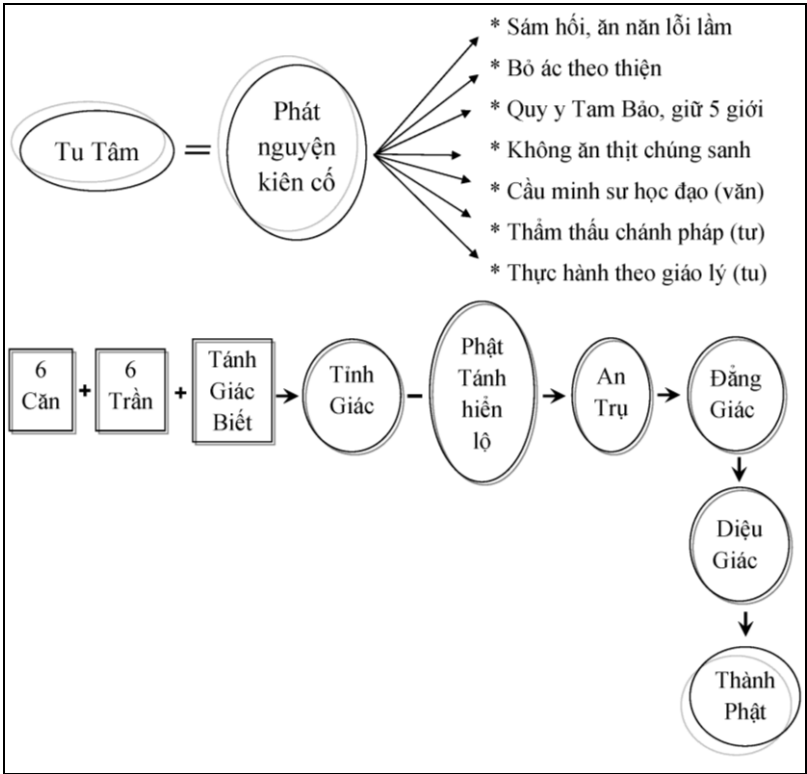 Tu Tâm
=
Phát
nguyện
kiên cố
* Sám hối, ăn năn lỗi lầm
* Bỏ ác theo thiện
* Quy y Tam Bảo, giữ 5 giới
* Không ăn thịt chúng sanh
* Cầu minh sư học đạo (văn)
* Thẩm thấu chánh pháp (tư)
* Thực hành theo giáo lý (tu)
6
Căn
+
6
Trần
+
Tánh
Giác
Biết
Tỉnh
Giác
–
Phật
Tánh
hiển
lộ
An
Trụ
Đẳng
Giác
Diệu
Giác
Thành
Phật